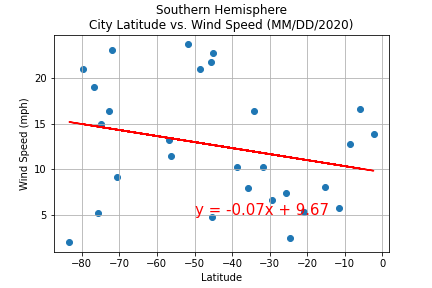 Southern Hemisphere
City Latitude vs. Wind Speed (MM/DD/2020)
Wind Speed (mph)
20
15
10
5
y = -0.07x + 9.67
−80 −70 −60 −50 −40 −30 −20 −10 0
Latitude